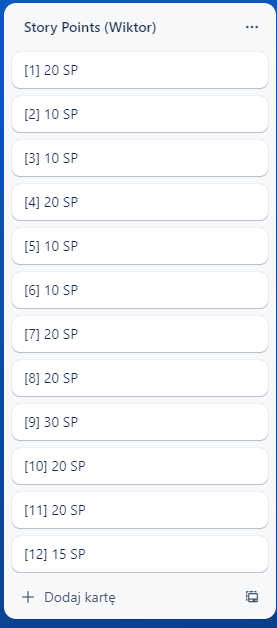 Story Points (Wiktor)
[1] 20 SP
[2] 10 SP
[3] 10 SP
[4] 20 SP
[5] 10 SP
[6] 10 SP
[7] 20 SP
[8] 20 SP
[9] 30 SP
[10] 20 SP
[11] 20 SP
[12] 15 SP
Dodaj kartę